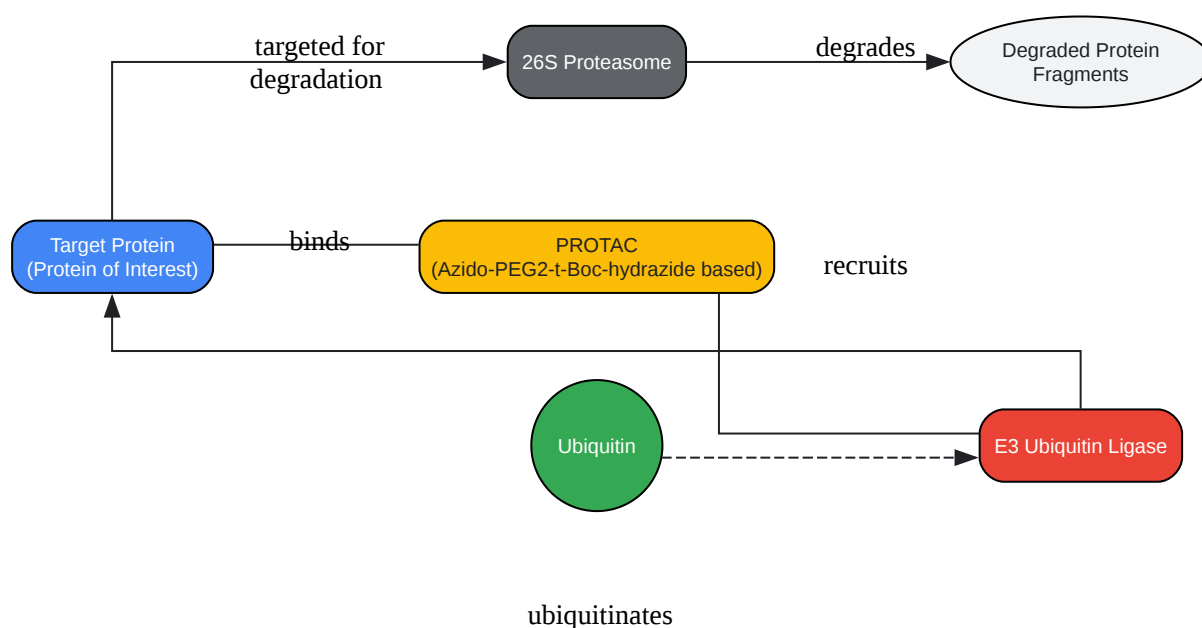 targeted for
degradation
26S Proteasome
degrades
Degraded Protein
Fragments
Target Protein
(Protein of Interest)
binds
PROTAC
(Azido-PEG2-t-Boc-hydrazide based)
recruits
Ubiquitin
E3 Ubiquitin Ligase
ubiquitinates